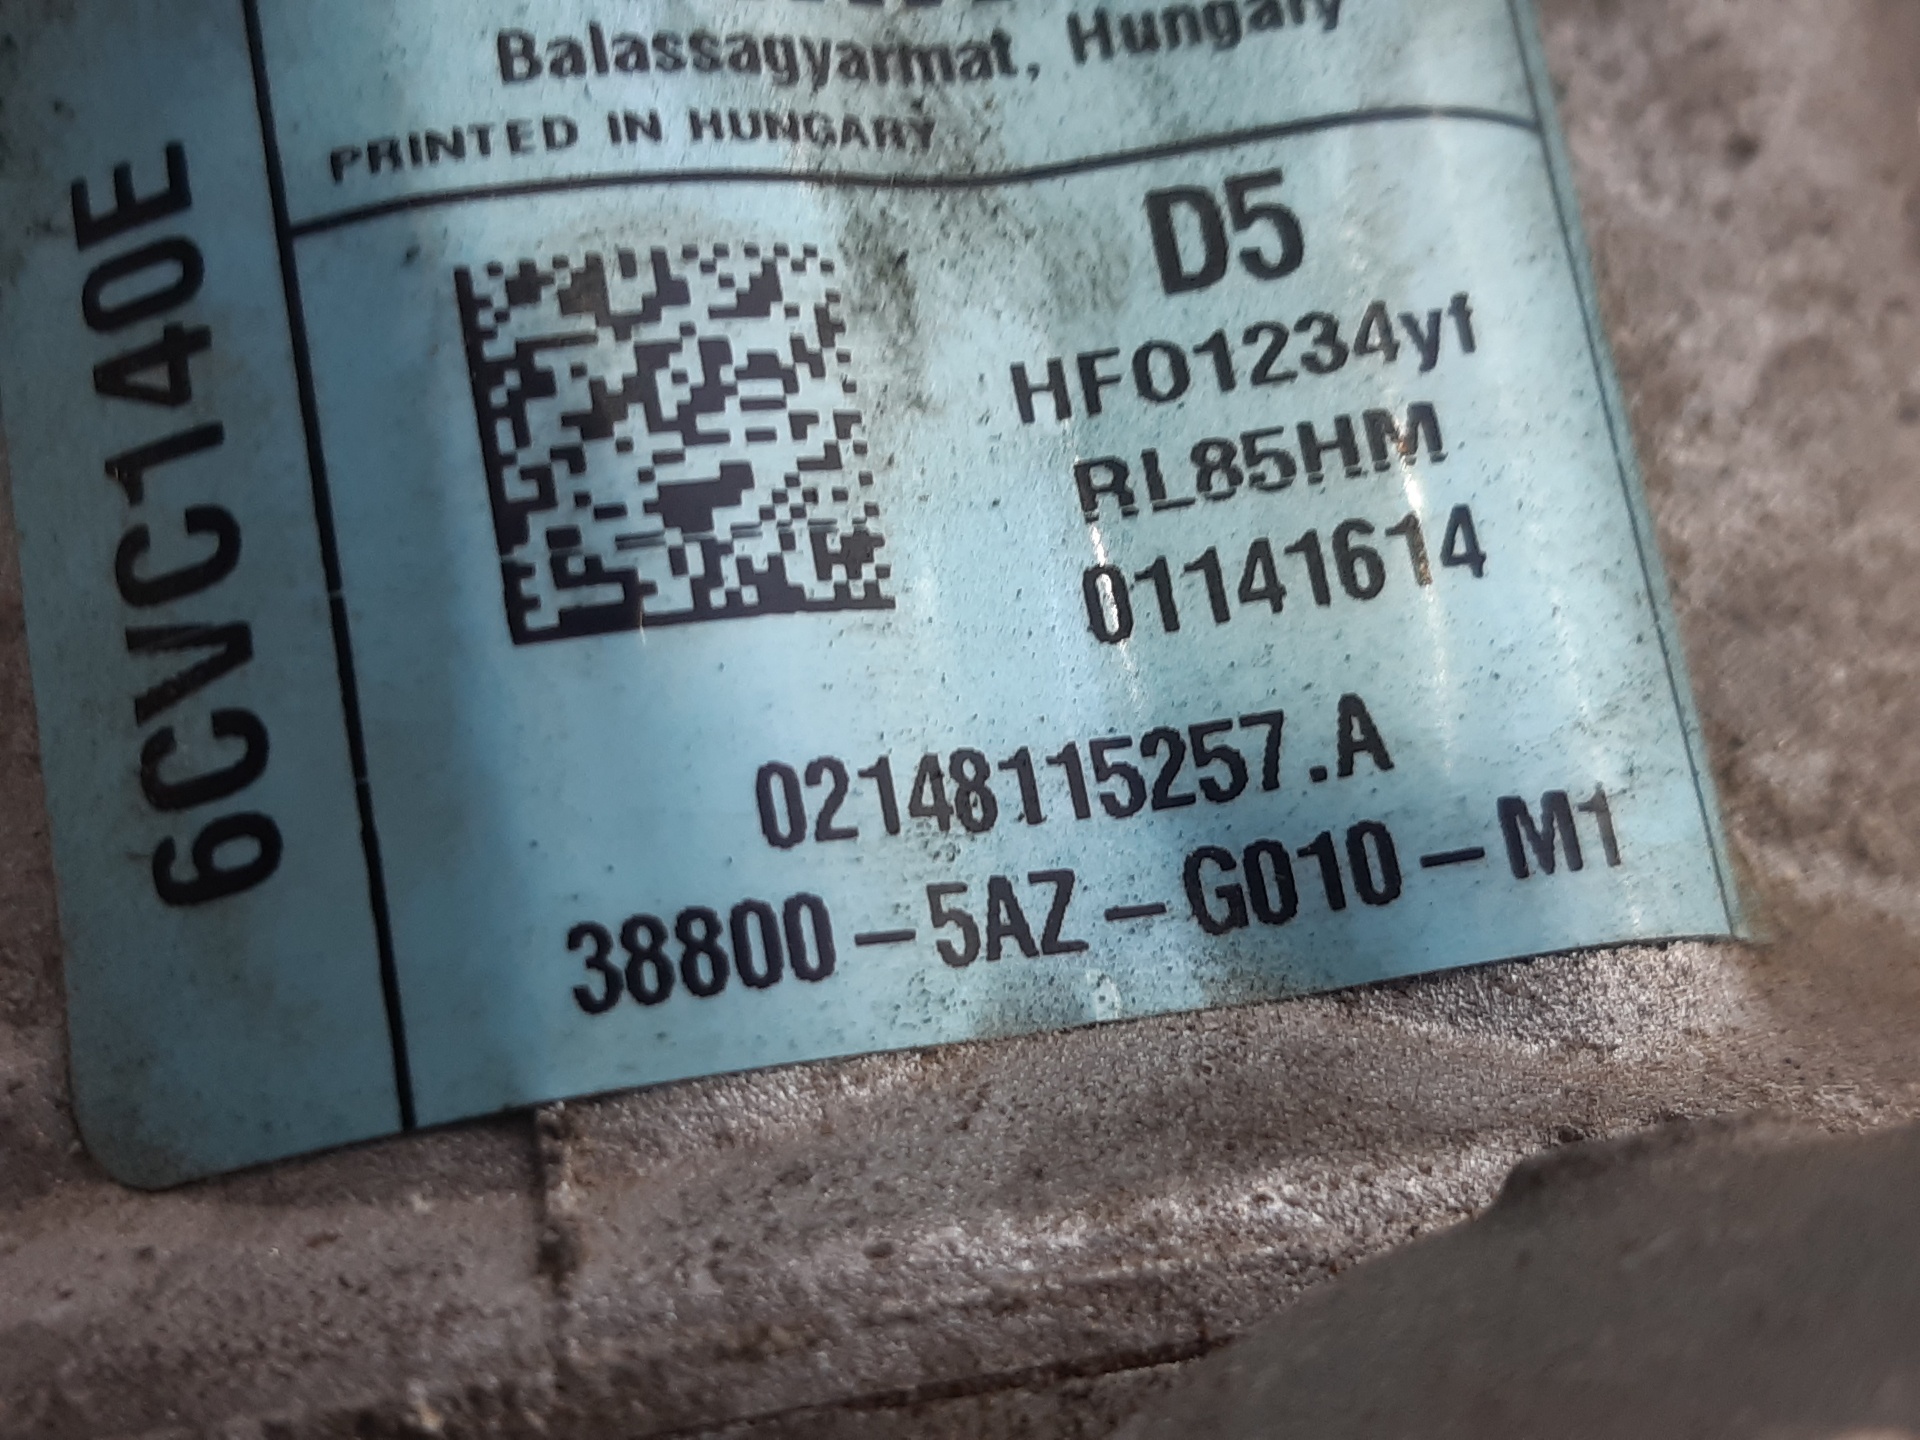 Balassagyarmat, Hungary
PRINTED IN HUNGARY
6CVC140E
D5
HFO1234yf
RL85HM
01141614
02148115257.A
38800-5AZ-G010-M1